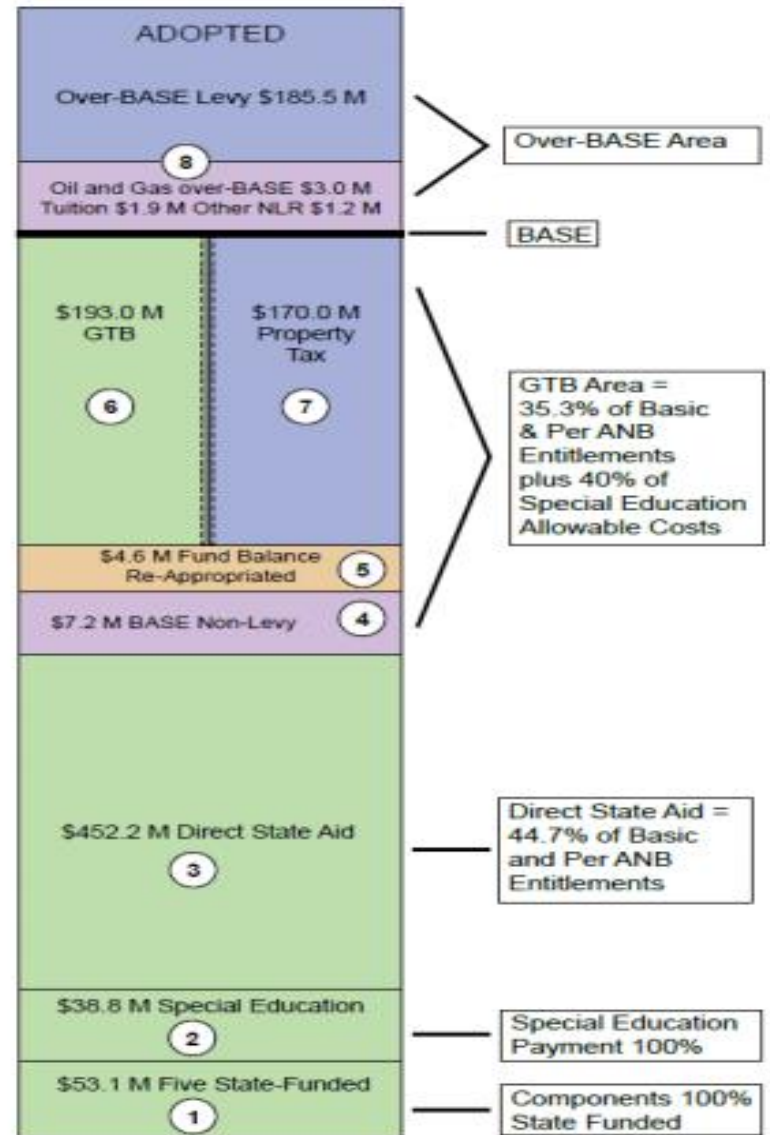 ADOPTED
Over-BASE Levy $185.5 M
8
Oil and Gas over-BASE $3.0 M
Tuition $1.9 M Other NLR $1.2 M
Over-BASE Area
BASE
$193.0 M
GTB
6
$170.0 M
Property
Tax
7
GTB Area =
35.3% of Basic
& Per ANB
Entitlements
plus 40% of
Special Education
Allowable Costs
$4.6 M Fund Balance
Re-Appropriated
5
$7.2 M BASE Non-Levy
4
$452.2 M Direct State Aid
3
Direct State Aid =
44.7% of Basic
and Per ANB
Entitlements
$38.8 M Special Education
2
Special Education
Payment 100%
$53.1 M Five State-Funded
1
Components 100%
State Funded